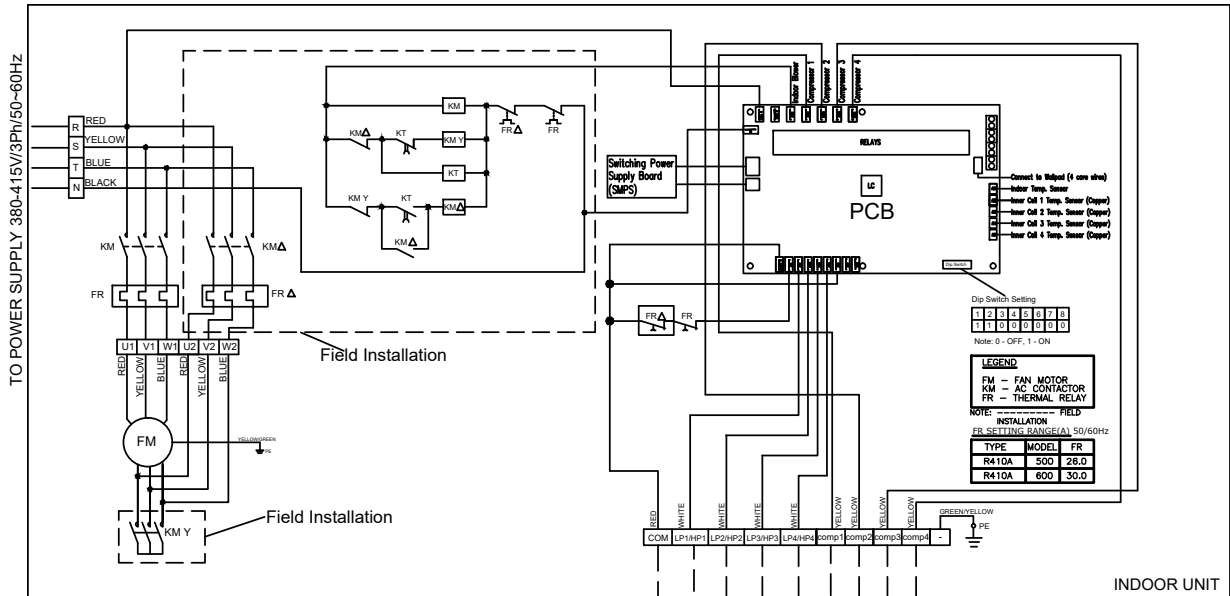 TO POWER SUPPLY 380-415V/3Ph/50~60Hz
R
S
T
N
RED
YELLOW
BLUE
BLACK
KM
KM△
FR
FR △
U1 V1 W1 U2 V2 W2
RED
YELLOW
BLUE
RED
YELLOW
BLUE
FM
YELLOW/GREEN
PE
KM Y
Field Installation
Field Installation
KM
FR△
FR
KM△
KT
KM Y
KT
KM Y
KT
KM△
KM△
Indoor Blower
Compressor 1
Compressor 2
Compressor 3
Compressor 4
RELAYS
Switching Power
Supply Board
(SMPS)
LC
PCB
Connect to Wallpad (4 core wires)
Indoor Temp. Sensor
Inner Coil 1 Temp. Sensor (Copper)
Inner Coil 2 Temp. Sensor (Copper)
Inner Coil 3 Temp. Sensor (Copper)
Inner Coil 4 Temp. Sensor (Copper)
Dip Switch
Dip Switch Setting
1 2 3 4 5 6 7 8
1 1 0 0 0 0 0 0
Note: 0 - OFF, 1 - ON
FR△
FR
LEGEND
FM – FAN MOTOR
KM – AC CONTACTOR
FR – THERMAL RELAY
NOTE: --------- FIELD
INSTALLATION
FR SETTING RANGE(A) 50/60Hz
TYPE MODEL FR
R410A 500 26.0
R410A 600 30.0
RED
WHITE
WHITE
WHITE
WHITE
YELLOW
YELLOW
YELLOW
YELLOW
GREEN/YELLOW
PE
COM LP1/HP1 LP2/HP2 LP3/HP3 LP4/HP4 comp1 comp2 comp3 comp4 -
INDOOR UNIT